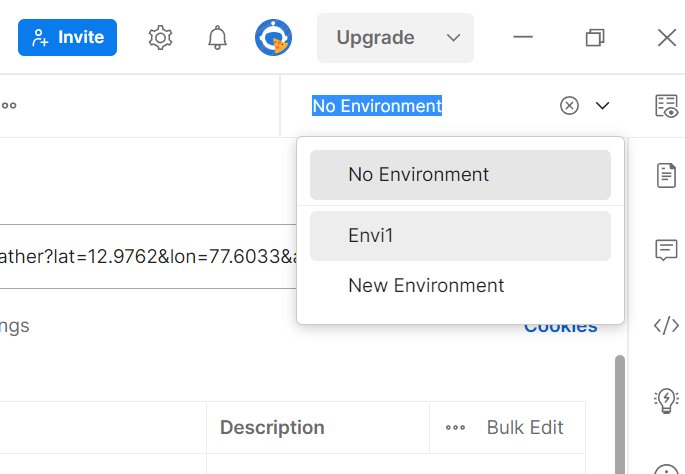 Invite
Upgrade
No Environment
No Environment
Envi1
ather?lat=12.9762&lon=77.6033&a
New Environment
ngs
Cookies
Description
Bulk Edit